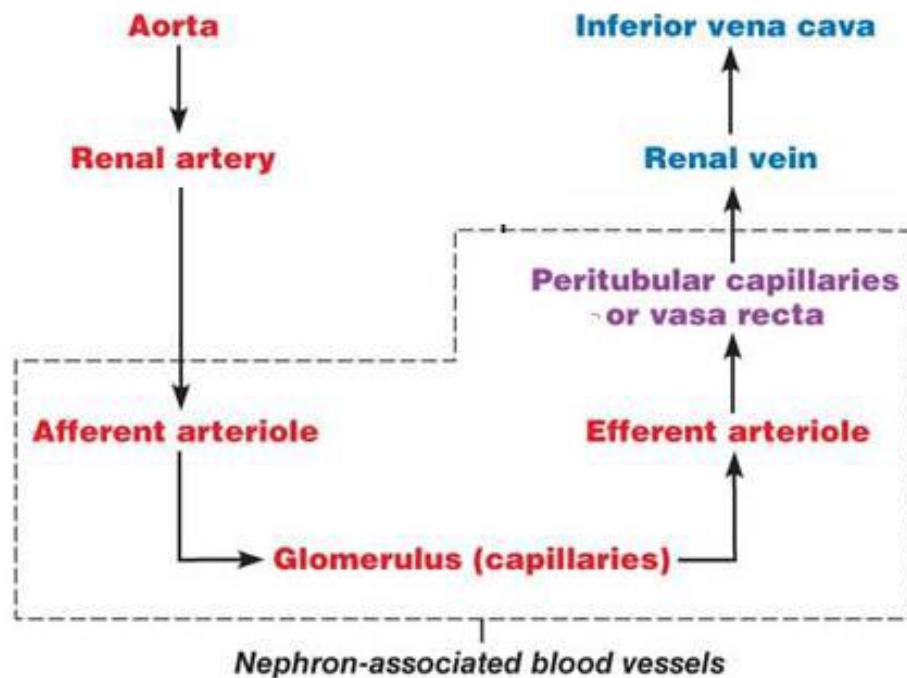 Aorta
Inferior vena cava
Renal artery
Renal vein
Peritubular capillaries
or vasa recta
Afferent arteriole
Efferent arteriole
Glomerulus (capillaries)
Nephron-associated blood vessels